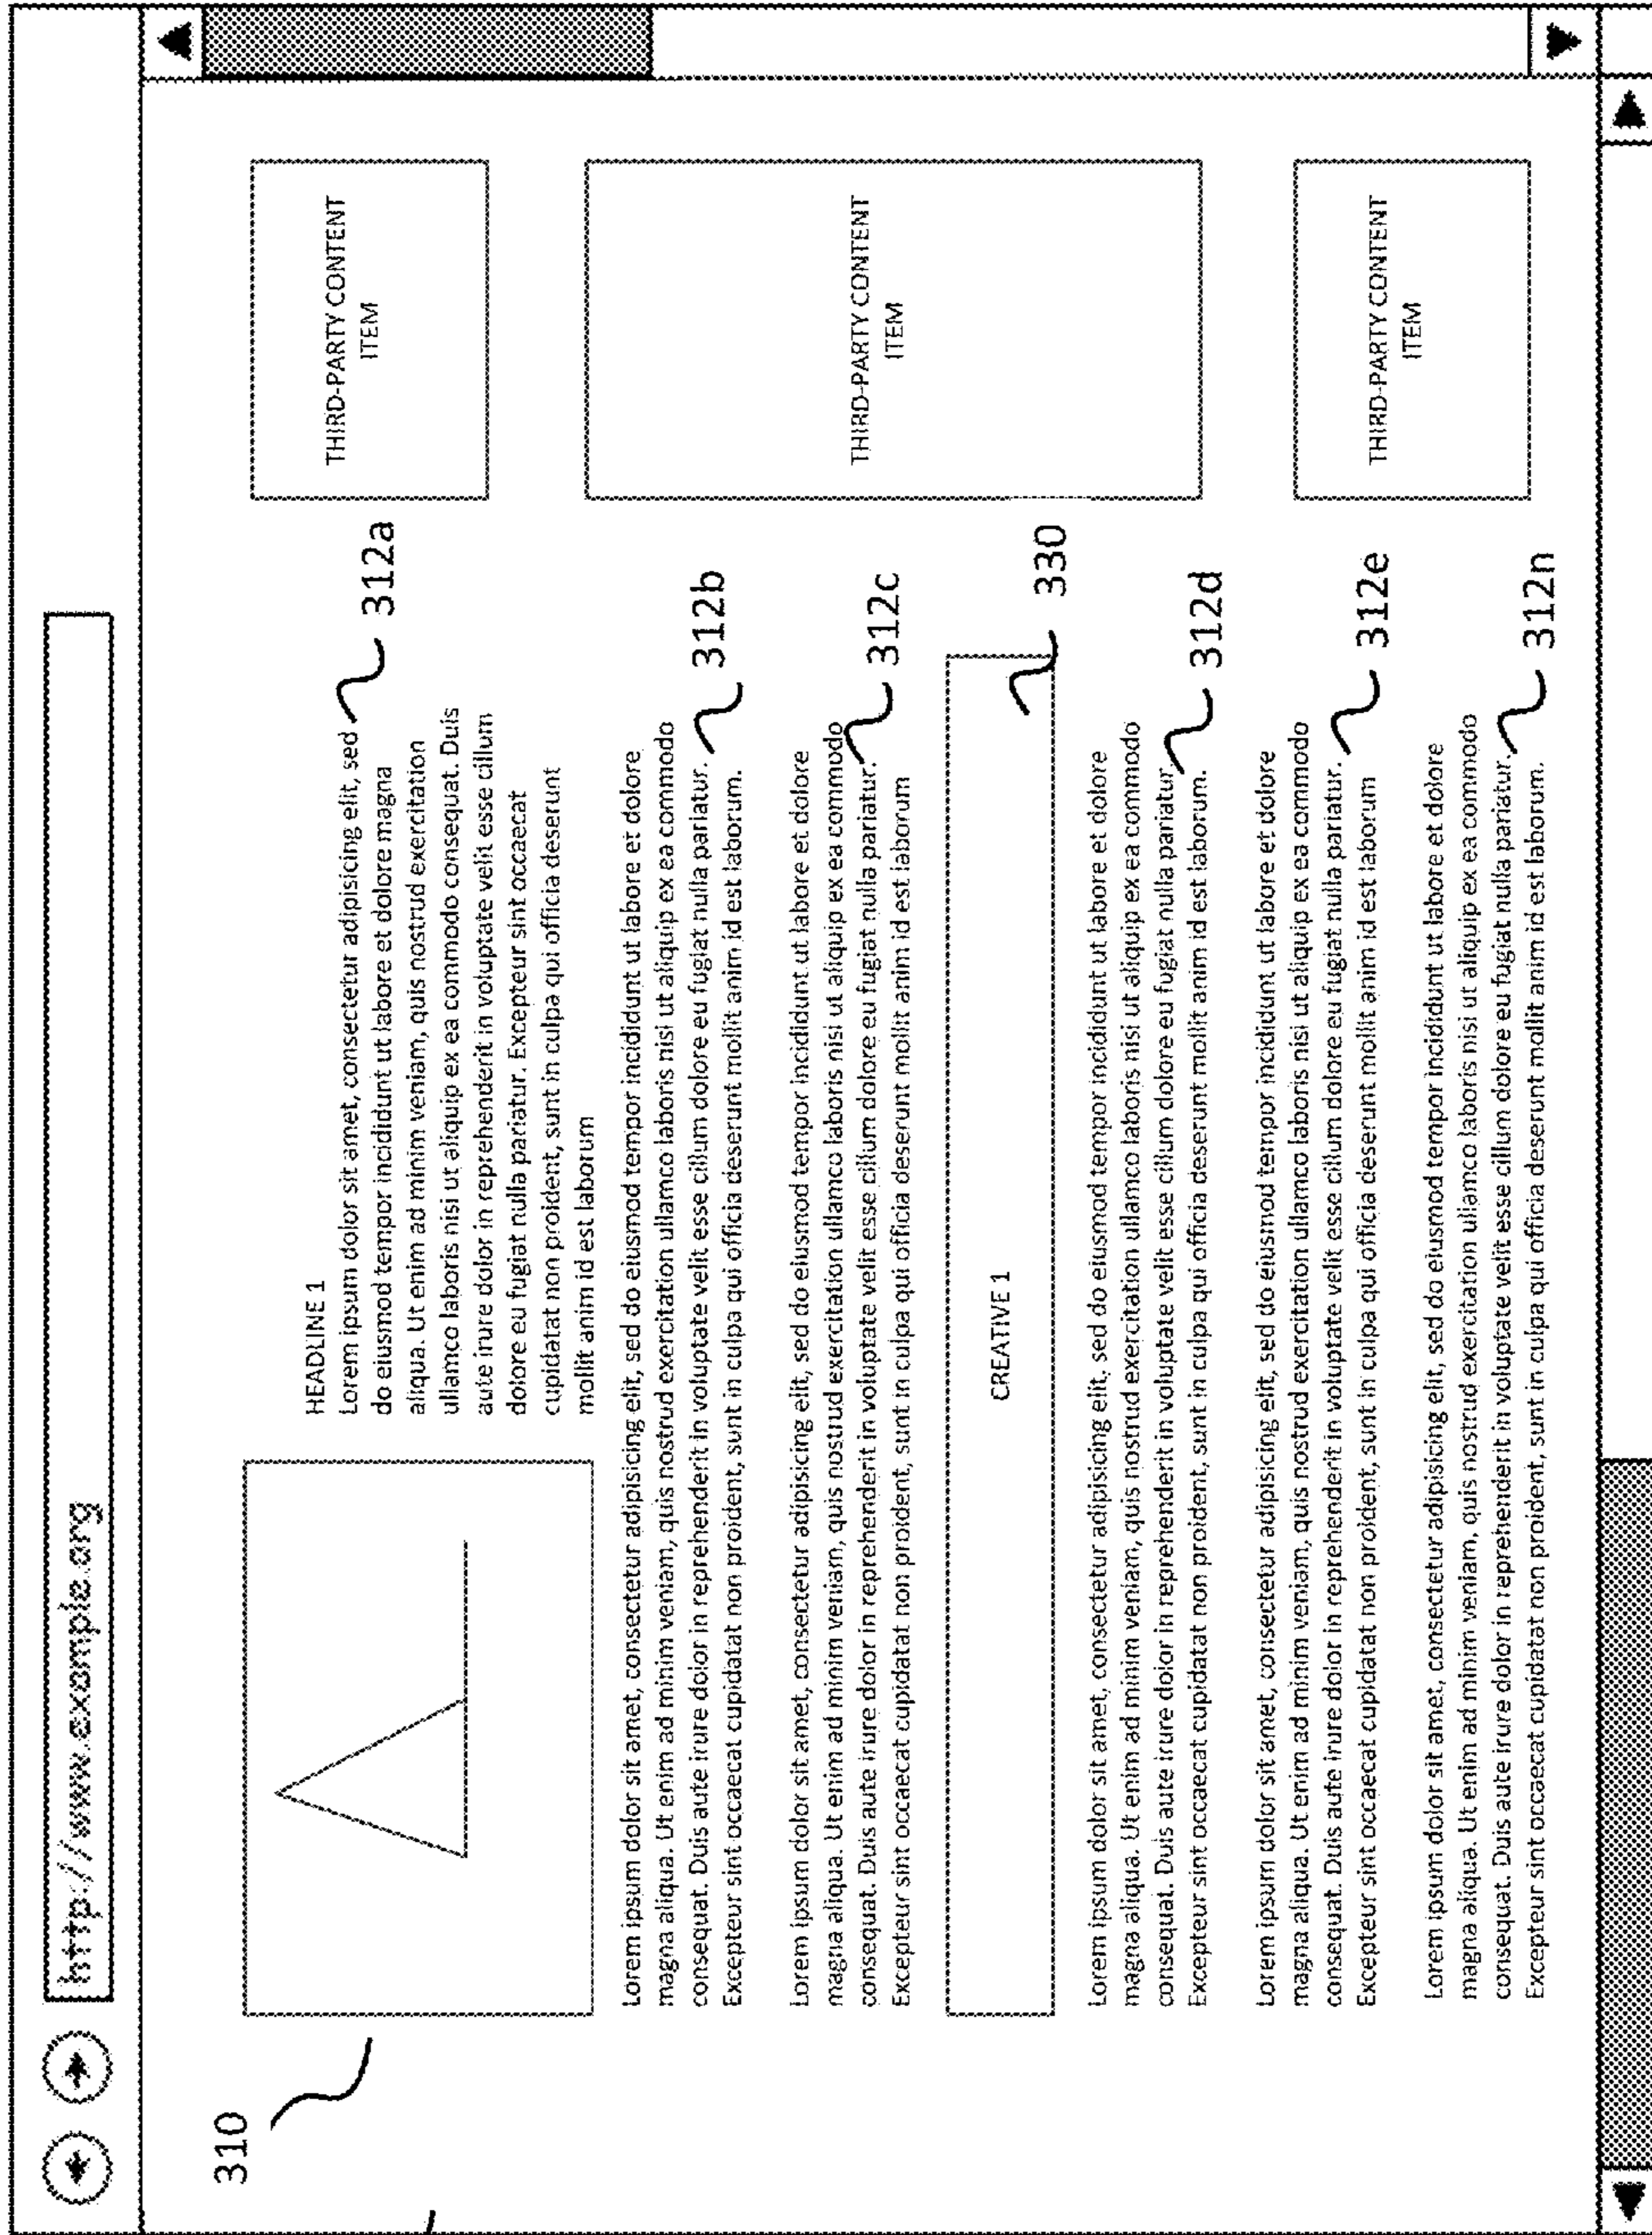 http://www.example.org
310
HEADLINE 1
Lorem ipsum dolor sit amet, consectetur adipisicing elit, sed
do eiusmod tempor incididunt ut labore et dolore magna
aliqua. Ut enim ad minim veniam, quis nostrud exercitation
ullamco laboris nisi ut aliquip ex ea commodo consequat. Duis
aute irure dolor in reprehenderit in voluptate velit esse cillum
dolore eu fugiat nulla pariatur. Excepteur sint occaecat
cupidatat non proident, sunt in culpa qui officia deserunt
mollit anim id est laborum
312a
THIRD-PARTY CONTENT
ITEM
Lorem ipsum dolor sit amet, consectetur adipisicing elit, sed do eiusmod tempor incididunt ut labore et dolore
magna aliqua. Ut enim ad minim veniam, quis nostrud exercitation ullamco laboris nisi ut aliquip ex ea commodo
consequat. Duis aute irure dolor in reprehenderit in voluptate velit esse cillum dolore eu fugiat nulla pariatur.
Excepteur sint occaecat cupidatat non proident, sunt in culpa qui officia deserunt mollit anim id est laborum.
312b
Lorem ipsum dolor sit amet, consectetur adipisicing elit, sed do eiusmod tempor incididunt ut labore et dolore
magna aliqua. Ut enim ad minim veniam, quis nostrud exercitation ullamco laboris nisi ut aliquip ex ea commodo
consequat. Duis aute irure dolor in reprehenderit in voluptate velit esse cillum dolore eu fugiat nulla pariatur.
Excepteur sint occaecat cupidatat non proident, sunt in culpa qui officia deserunt mollit anim id est laborum
312c
THIRD-PARTY CONTENT
ITEM
CREATIVE 1
330
Lorem ipsum dolor sit amet, consectetur adipisicing elit, sed do eiusmod tempor incididunt ut labore et dolore
magna aliqua. Ut enim ad minim veniam, quis nostrud exercitation ullamco laboris nisi ut aliquip ex ea commodo
consequat. Duis aute irure dolor in reprehenderit in voluptate velit esse cillum dolore eu fugiat nulla pariatur.
Excepteur sint occaecat cupidatat non proident, sunt in culpa qui officia deserunt mollit anim id est laborum.
312d
Lorem ipsum dolor sit amet, consectetur adipisicing elit, sed do eiusmod tempor incididunt ut labore et dolore
magna aliqua. Ut enim ad minim veniam, quis nostrud exercitation ullamco laboris nisi ut aliquip ex ea commodo
consequat. Duis aute irure dolor in reprehenderit in voluptate velit esse cillum dolore eu fugiat nulla pariatur.
Excepteur sint occaecat cupidatat non proident, sunt in culpa qui officia deserunt mollit anim id est laborum
312e
THIRD-PARTY CONTENT
ITEM
Lorem ipsum dolor sit amet, consectetur adipisicing elit, sed do eiusmod tempor incididunt ut labore et dolore
magna aliqua. Ut enim ad minim veniam, quis nostrud exercitation ullamco laboris nisi ut aliquip ex ea commodo
consequat. Duis aute irure dolor in reprehenderit in voluptate velit esse cillum dolore eu fugiat nulla pariatur.
Excepteur sint occaecat cupidatat non proident, sunt in culpa qui officia deserunt mollit anim id est laborum.
312n